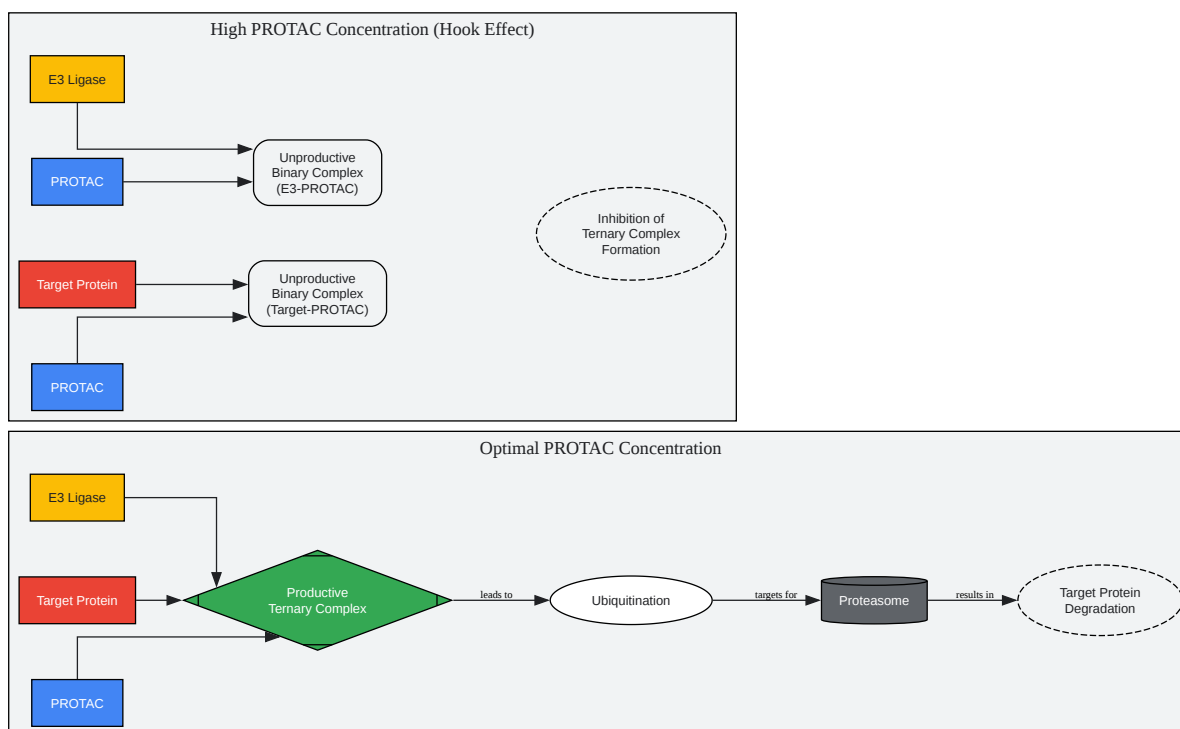 High PROTAC Concentration (Hook Effect)
E3 Ligase
PROTAC
Unproductive
Binary Complex
(E3-PROTAC)
Inhibition of
Ternary Complex
Formation
Target Protein
Unproductive
Binary Complex
(Target-PROTAC)
PROTAC
Optimal PROTAC Concentration
E3 Ligase
Target Protein
Productive
Ternary Complex
leads to
Ubiquitination
targets for
Proteasome
results in
Target Protein
Degradation
PROTAC